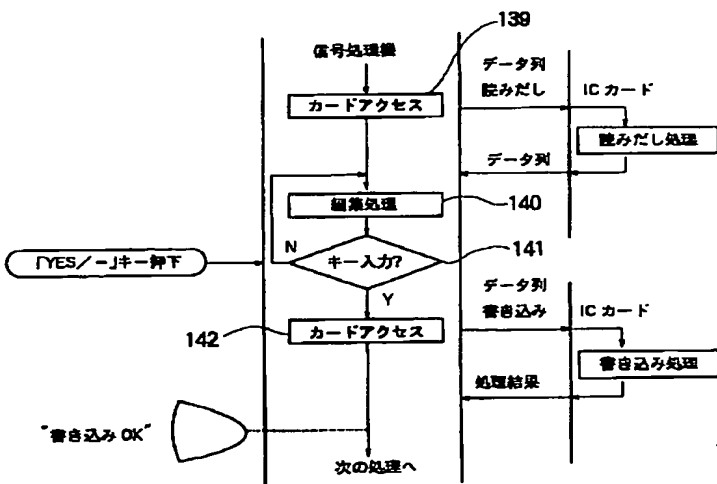 139
信号処理機
データ列
カードアクセス
読みだし
ICカード
読みだし処理
データ列
編集処理
140
N
「YES/-」キー押下
キー入力?
141
データ列
Y
書き込み
ICカード
142
カードアクセス
書き込み処理
処理結果
"書き込みOK"
次の処理へ